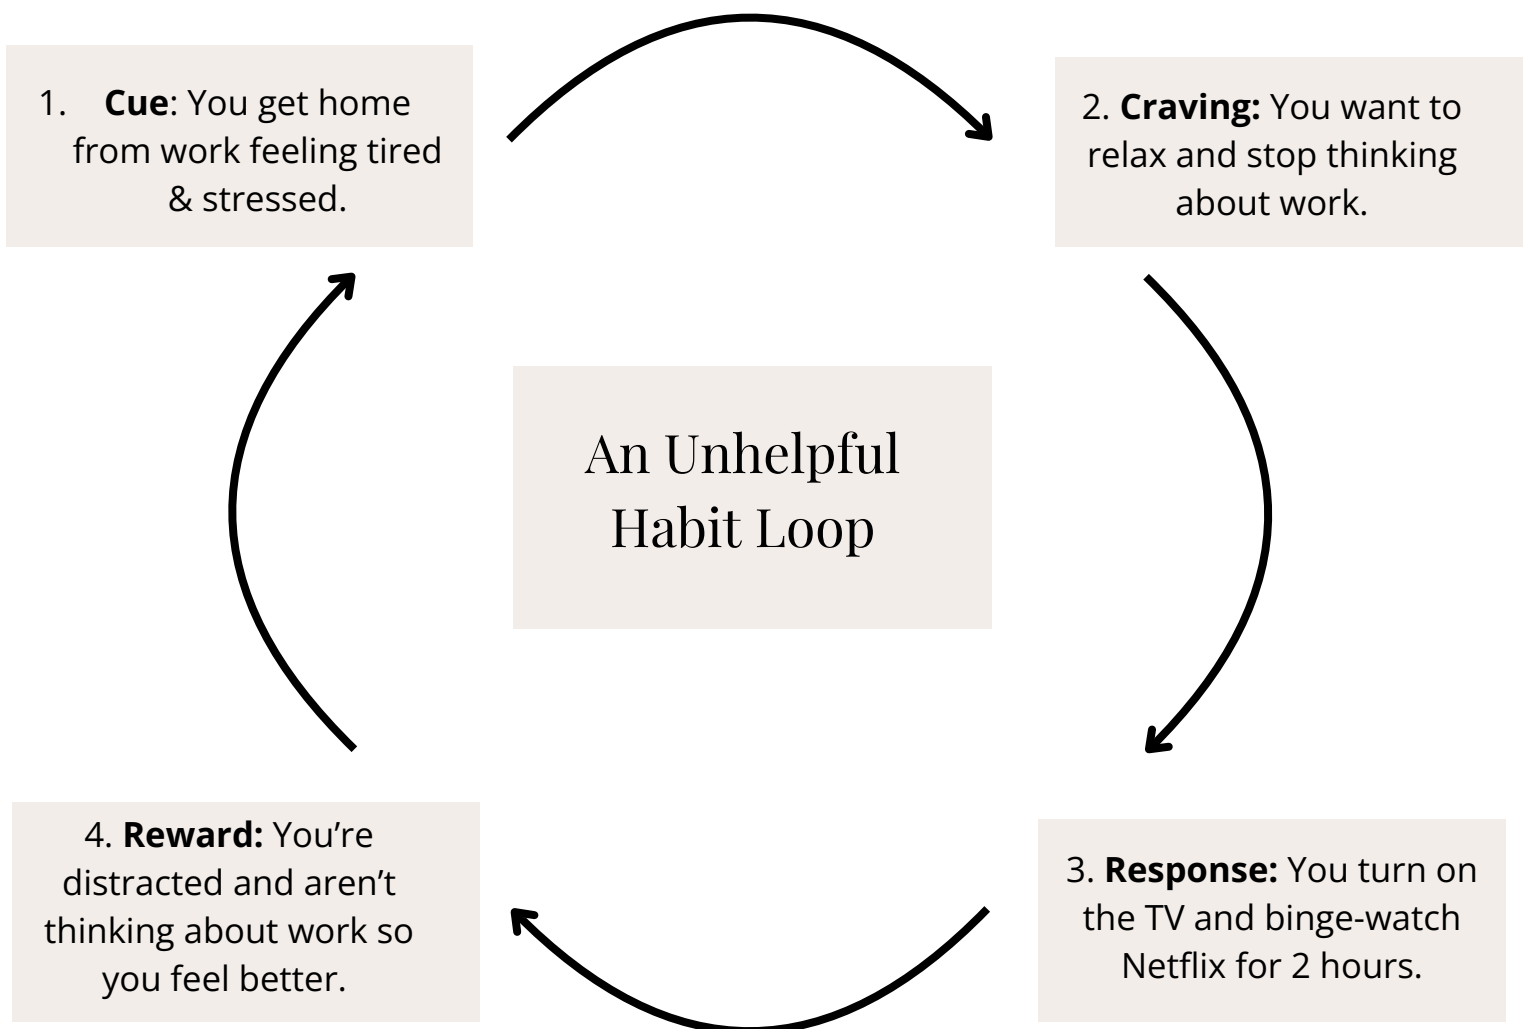 1. Cue: You get home
from work feeling tired
& stressed.
2. Craving: You want to
relax and stop thinking
about work.
An Unhelpful
Habit Loop
3. Response: You turn on
the TV and binge-watch
Netflix for 2 hours.
4. Reward: You’re
distracted and aren’t
thinking about work so
you feel better.